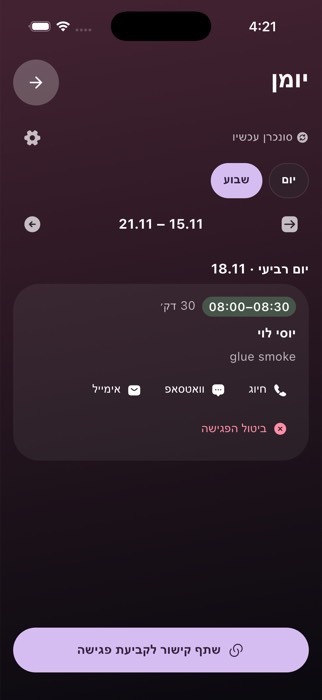 4:21
יומן
סונכרן עכשיו
יום
שבוע
15.11 – 21.11
יום רביעי · 18.11
08:00–08:30 30 דק׳
יוסי לוי
glue smoke
חיוג
וואטסאפ
אימייל
ביטול הפגישה
שתף קישור לקביעת פגישה